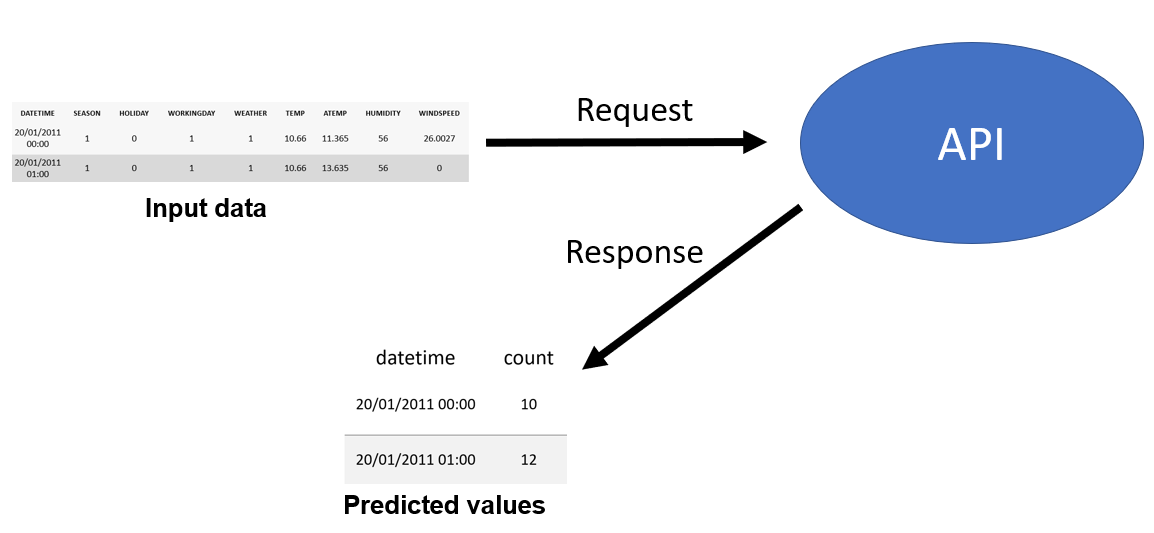 Request
API
DATETIME SEASON HOLIDAY WORKINGDAY WEATHER TEMP ATEMP HUMIDITY WINDSPEED
20/01/2011 00:00 1 0 1 1 10.66 11.365 56 26.0027
20/01/2011 01:00 1 0 1 1 10.66 13.635 56 0
Input data
Response
datetime count
20/01/2011 00:00 10
20/01/2011 01:00 12
Predicted values